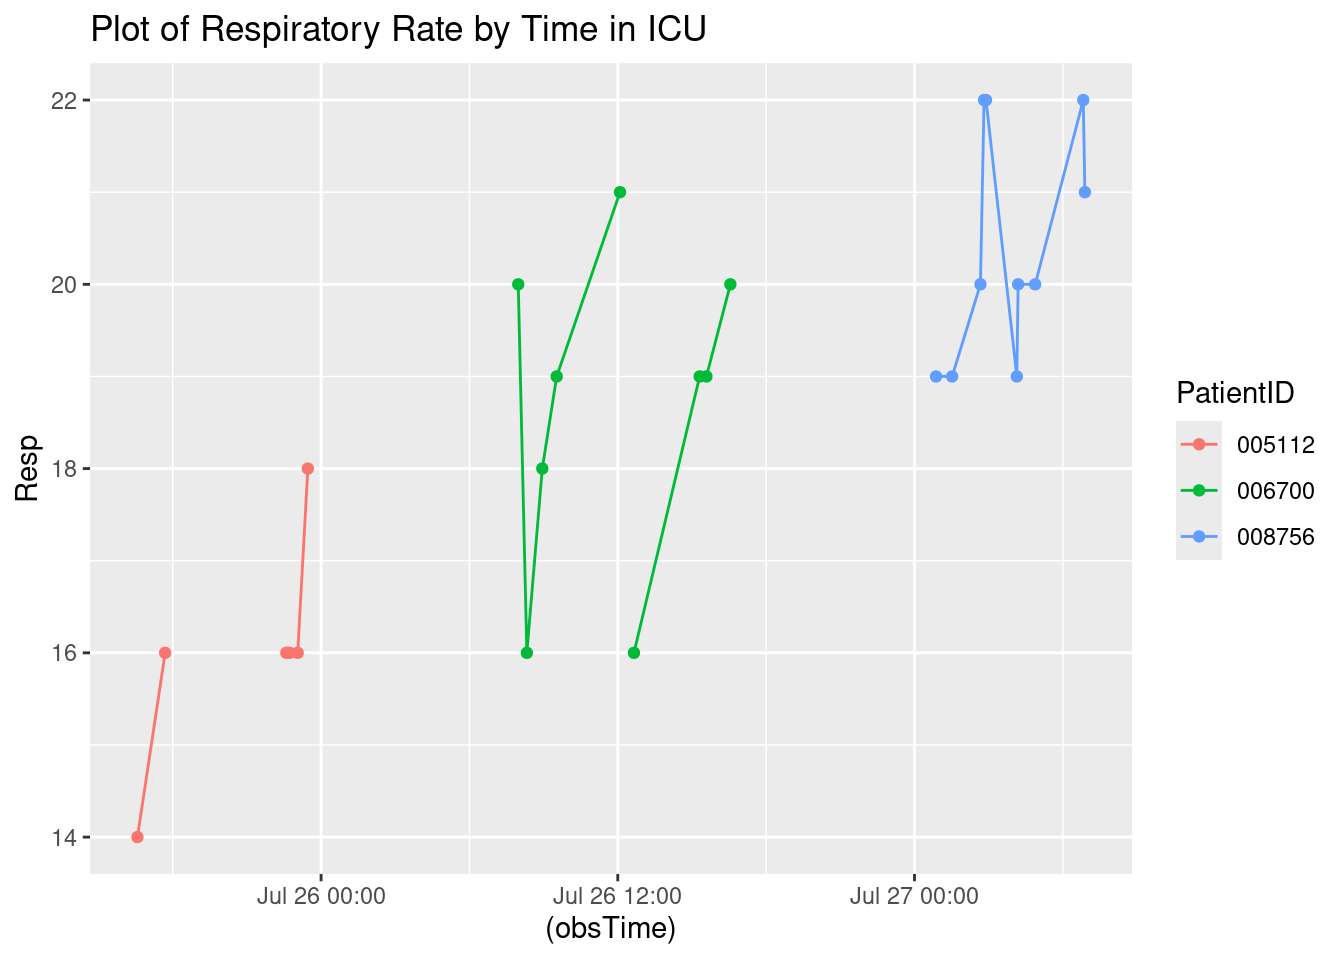 Plot of Respiratory Rate by Time in ICU
22
20
18
16
14
Resp
Jul 26 00:00
Jul 26 12:00
Jul 27 00:00
(obsTime)
PatientID
005112
006700
008756